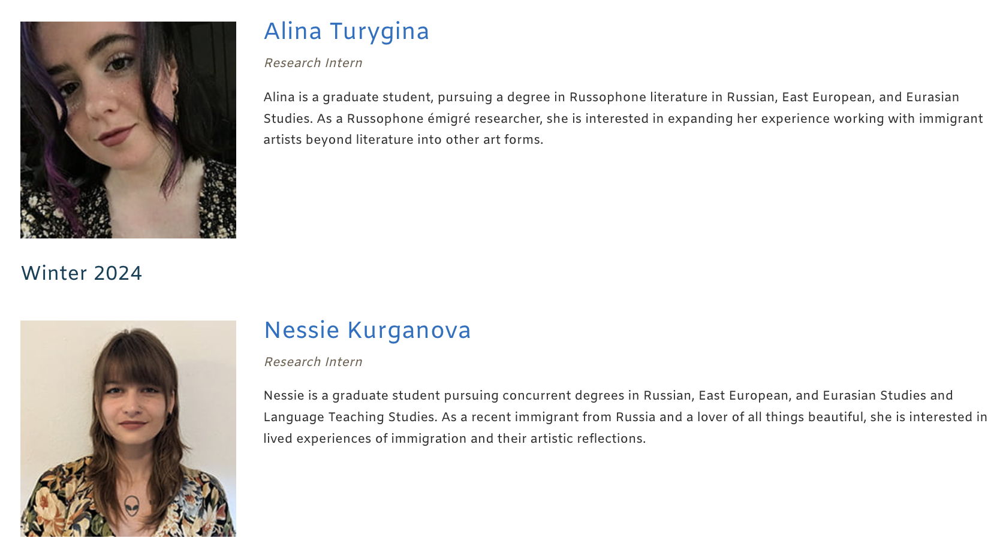 Alina Turygina
Research Intern
Alina is a graduate student, pursuing a degree in Russophone literature in Russian, East European, and Eurasian
Studies. As a Russophone émigré researcher, she is interested in expanding her experience working with immigrant
artists beyond literature into other art forms.
Winter 2024
Nessie Kurganova
Research Intern
Nessie is a graduate student pursuing concurrent degrees in Russian, East European, and Eurasian Studies and
Language Teaching Studies. As a recent immigrant from Russia and a lover of all things beautiful, she is interested in
lived experiences of immigration and their artistic reflections.